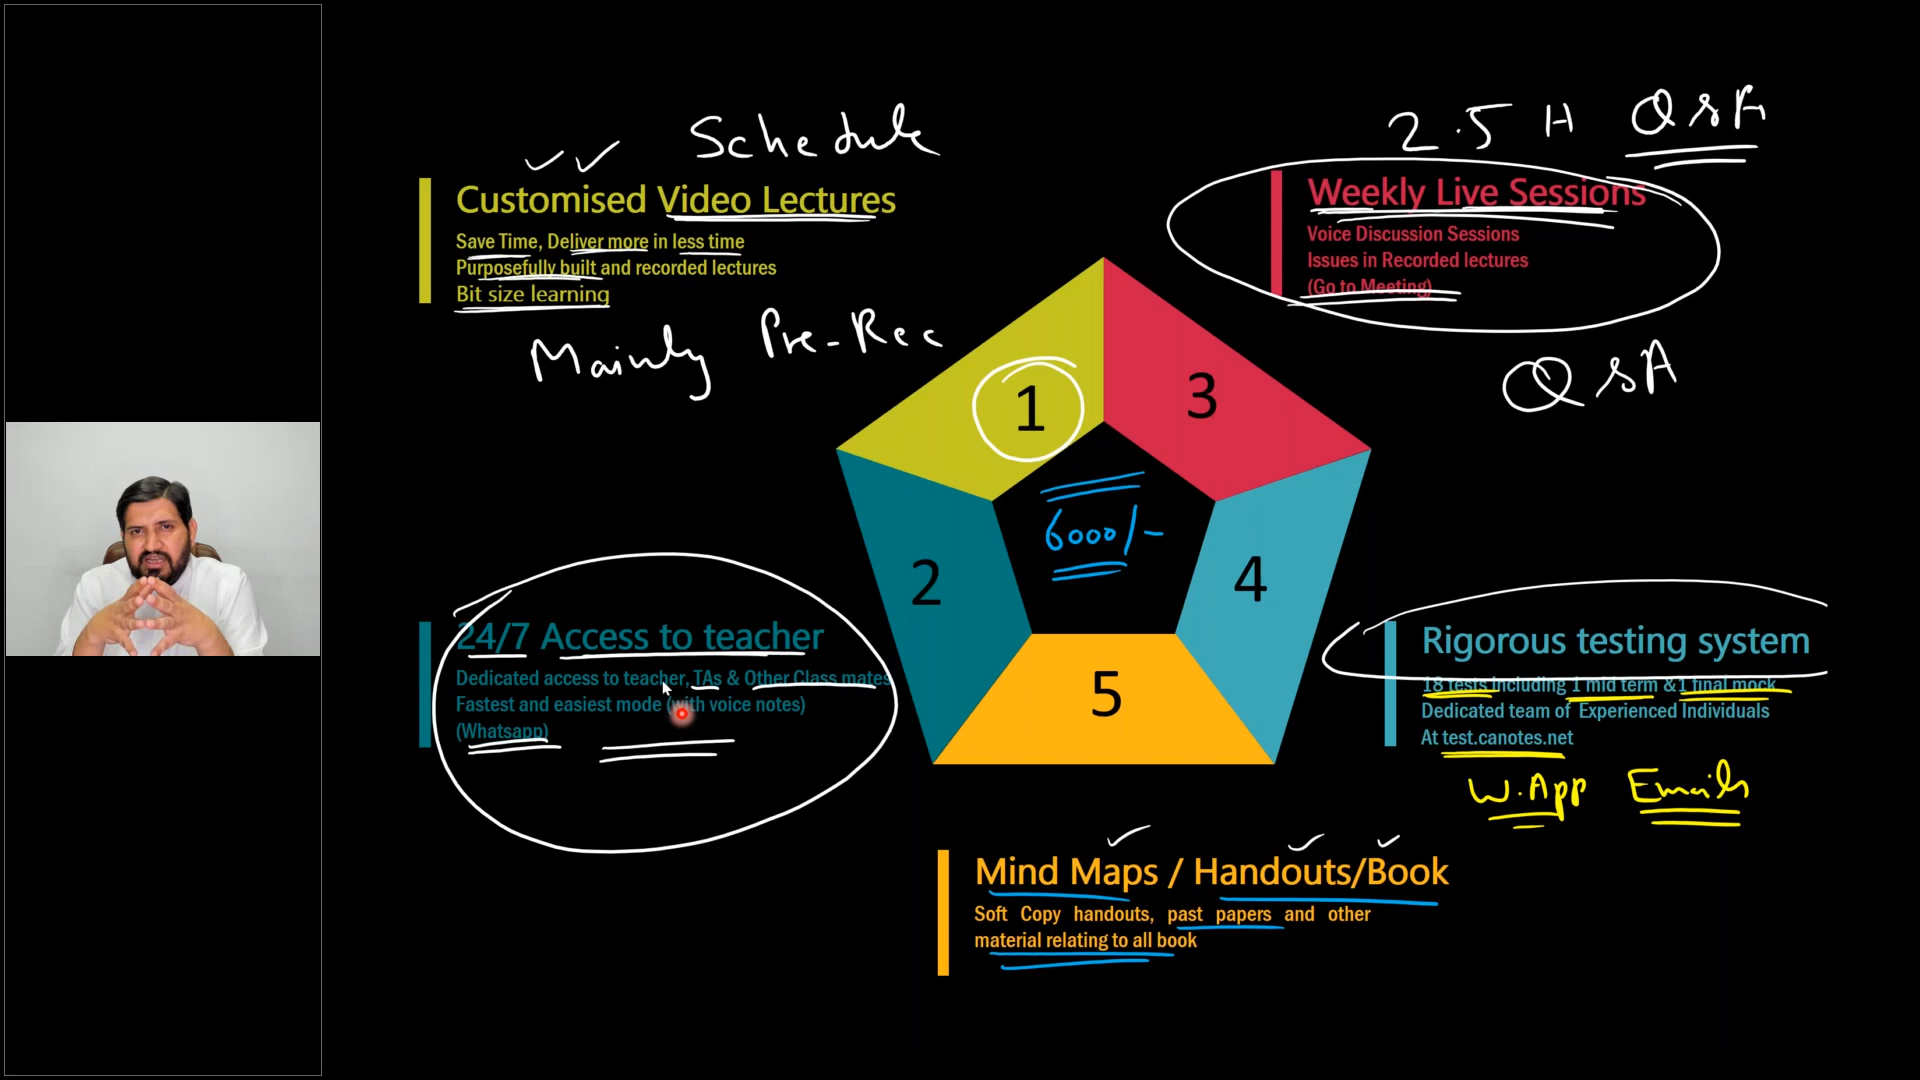 Schedule
Customised Video Lectures
Save Time, Deliver more in less time
Purposefully built and recorded lectures
Bit size learning
Mainly Pre-Rec
2.5 H Q&A
Weekly Live Sessions
Voice Discussion Sessions
Issues in Recorded lectures
(Go to Meeting)
Q&A
1
3
6000/-
2
4
5
24/7 Access to teacher
Dedicated access to teacher, TAs & Other Class mates
Fastest and easiest mode (with voice notes)
(Whatsapp)
Rigorous testing system
18 tests including 1 mid term &1 final mock
Dedicated team of Experienced Individuals
At test.canotes.net
W.App Emails
Mind Maps / Handouts/Book
Soft Copy handouts, past papers and other
material relating to all book